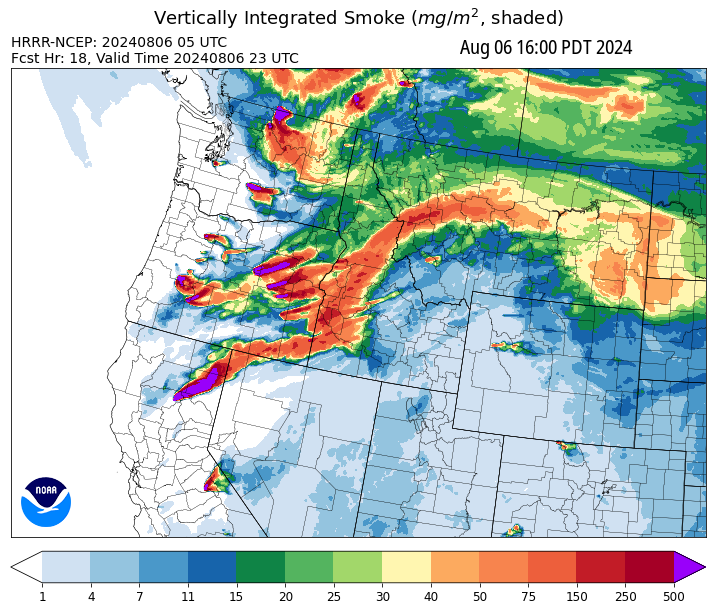 Vertically Integrated Smoke (mg/m², shaded)
HRRR-NCEP: 20240806 05 UTC
Fcst Hr: 18, Valid Time 20240806 23 UTC
Aug 06 16:00 PDT 2024
NOAA
1 4 7 11 15 20 25 30 40 50 75 150 250 500